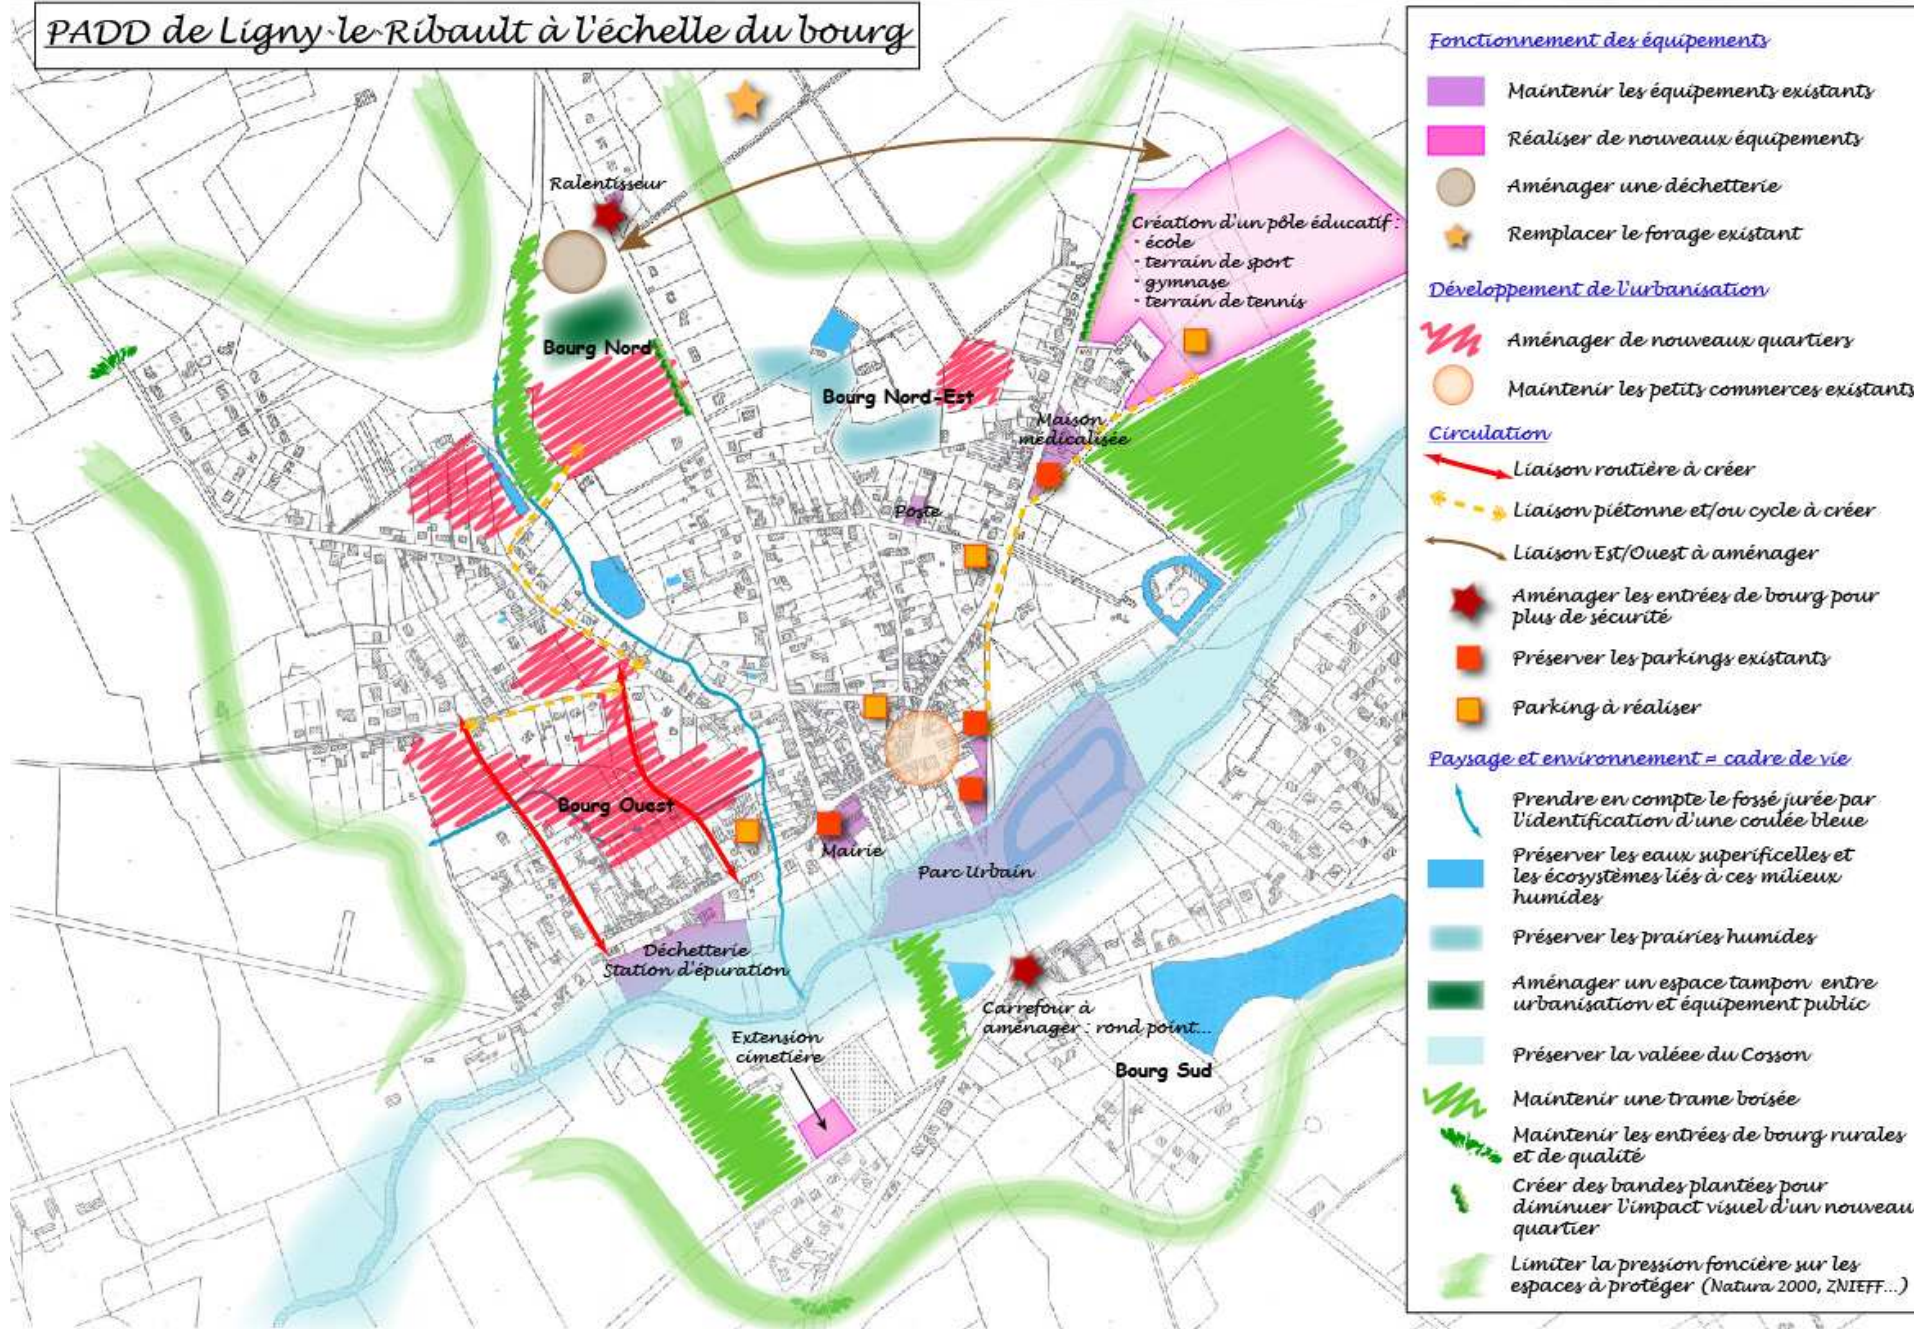 PADD de Ligny-le-Ribault à l'échelle du bourg
Ralentisseur
Création d'un pôle éducatif :
- école
- terrain de sport
- gymnase
- terrain de tennis
Bourg Nord
Bourg Nord-Est
Maison
médicalisée
Poste
Bourg Ouest
Mairie
Parc Urbain
Déchetterie
Station d'épuration
Carrefour à
aménager : rond point...
Extension
cimetière
Bourg Sud
Fonctionnement des équipements
Maintenir les équipements existants
Réaliser de nouveaux équipements
Aménager une déchetterie
Remplacer le forage existant
Développement de l'urbanisation
Aménager de nouveaux quartiers
Maintenir les petits commerces existants
Circulation
Liaison routière à créer
Liaison piétonne et/ou cycle à créer
Liaison Est/Ouest à aménager
Aménager les entrées de bourg pour
plus de sécurité
Préserver les parkings existants
Parking à réaliser
Paysage et environnement = cadre de vie
Prendre en compte le fossé jurée par
l'identification d'une coulée bleue
Préserver les eaux superificelles et
les écosystèmes liés à ces milieux
humides
Préserver les prairies humides
Aménager un espace tampon entre
urbanisation et équipement public
Préserver la valéee du Cosson
Maintenir une trame boisée
Maintenir les entrées de bourg rurales
et de qualité
Créer des bandes plantées pour
diminuer l'impact visuel d'un nouveau
quartier
Limiter la pression foncière sur les
espaces à protéger (Natura 2000, ZNIEFF...)